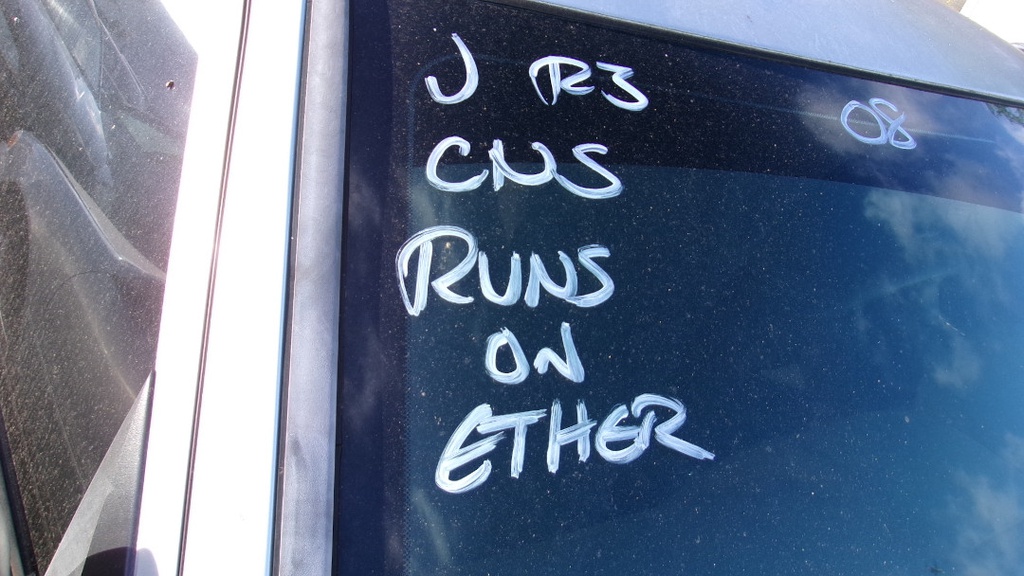 J R3
08
CNS
RUNS
ON
ETHER